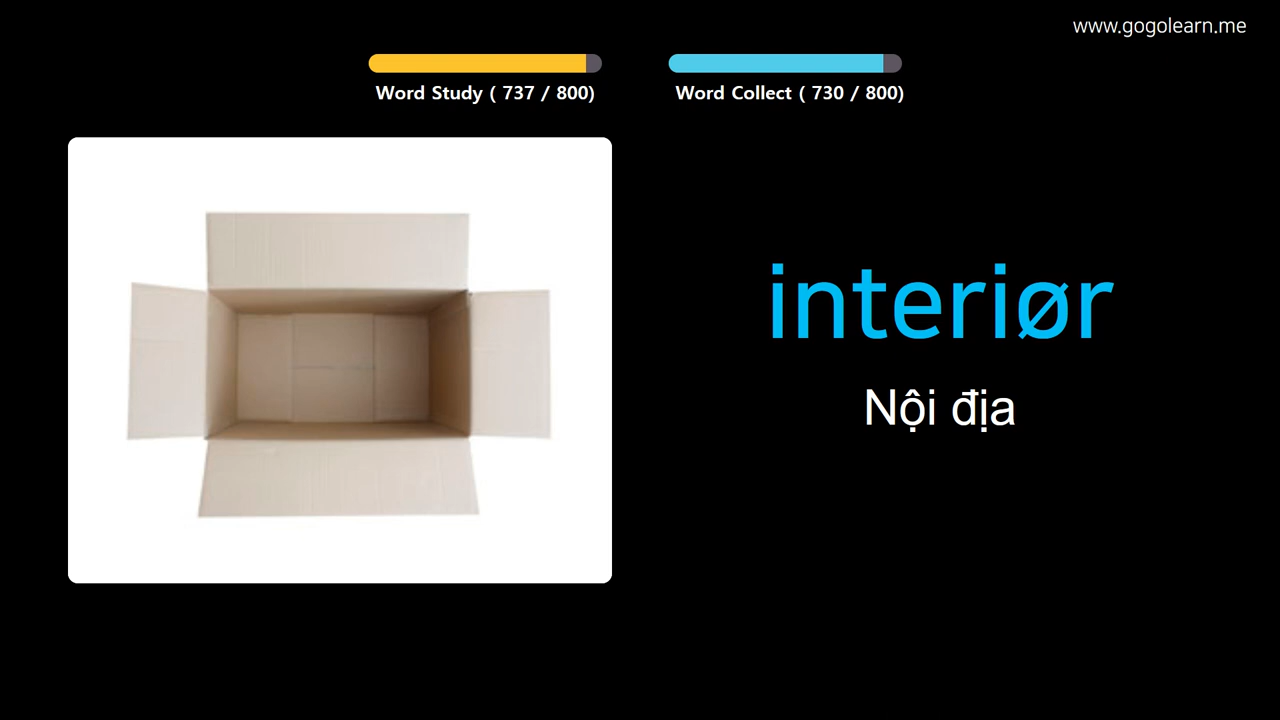 www.gogolearn.me
Word Study ( 737 / 800)
Word Collect ( 730 / 800)
interiør
Nội địa